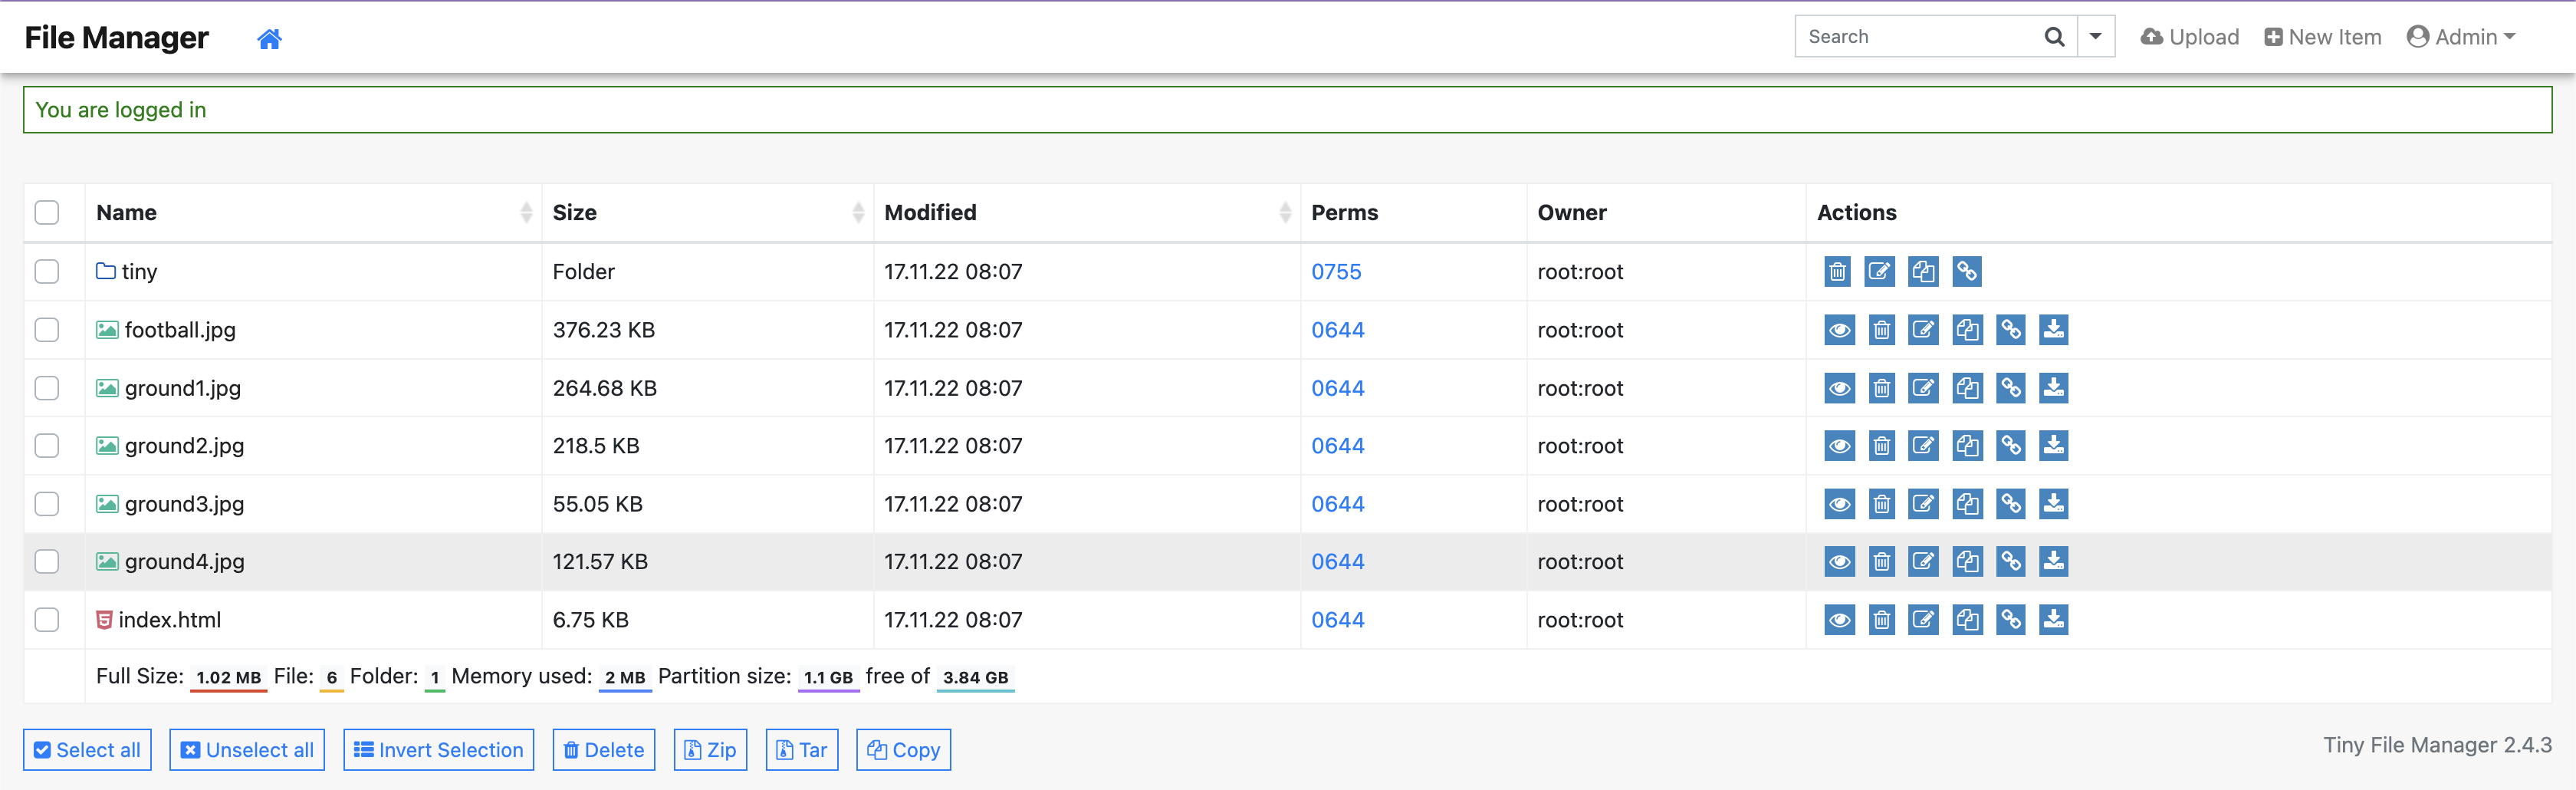 File Manager Search Upload New Item Admin
You are logged in
Name Size Modified Perms Owner Actions
tiny Folder 17.11.22 08:07 0755 root:root
football.jpg 376.23 KB 17.11.22 08:07 0644 root:root
ground1.jpg 264.68 KB 17.11.22 08:07 0644 root:root
ground2.jpg 218.5 KB 17.11.22 08:07 0644 root:root
ground3.jpg 55.05 KB 17.11.22 08:07 0644 root:root
ground4.jpg 121.57 KB 17.11.22 08:07 0644 root:root
index.html 6.75 KB 17.11.22 08:07 0644 root:root
Full Size: 1.02 MB File: 6 Folder: 1 Memory used: 2 MB Partition size: 1.1 GB free of 3.84 GB
Select all Unselect all Invert Selection Delete Zip Tar Copy Tiny File Manager 2.4.3